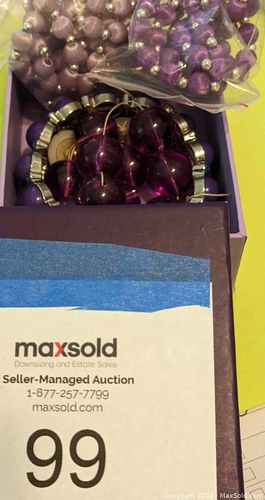 maxsold
Downsizing and Estate Sales
Seller-Managed Auction
1-877-257-7799
maxsold.com
99
Copyright 2024 | MaxSold.com